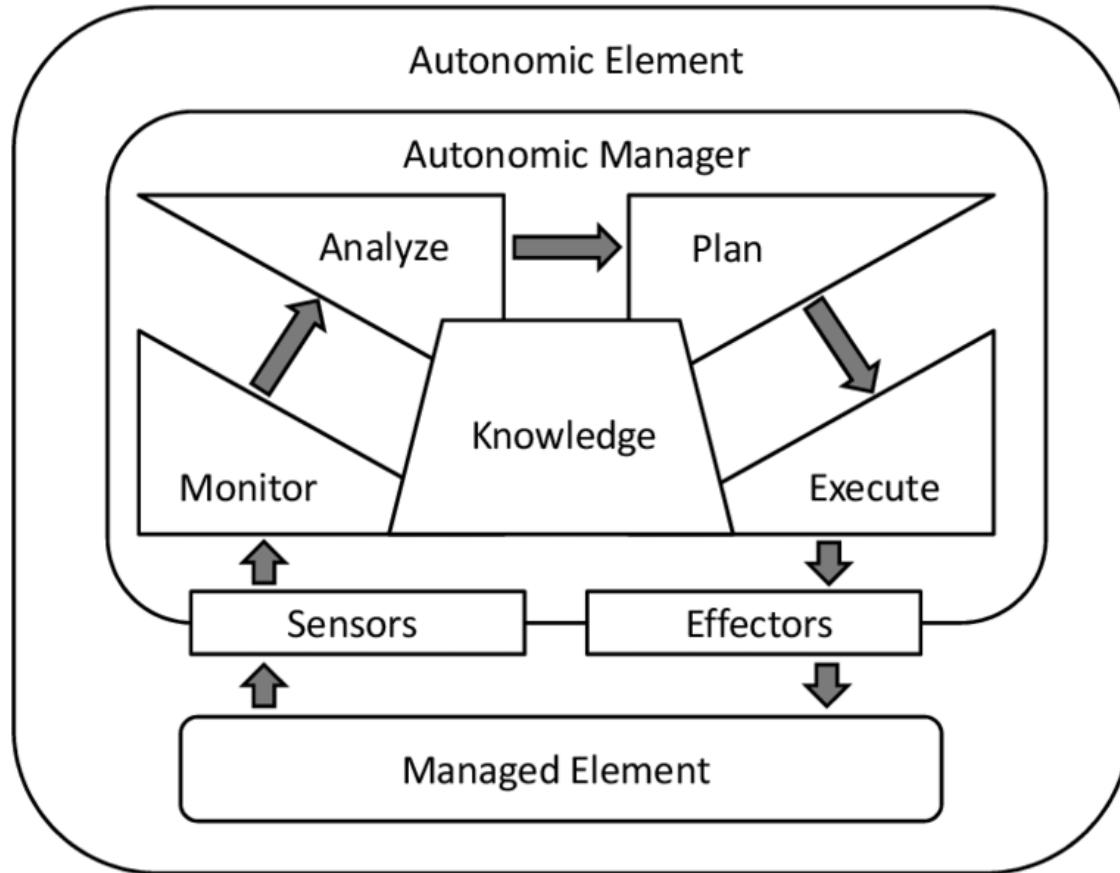 Autonomic Element
Autonomic Manager
Analyze
Plan
Knowledge
Monitor
Execute
Sensors
Effectors
Managed Element